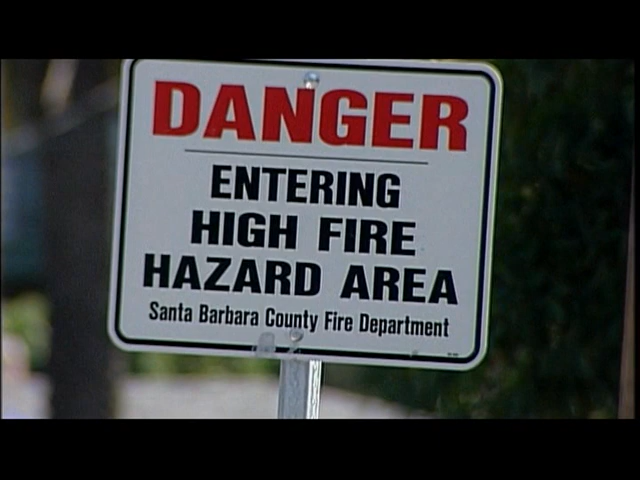 DANGER
ENTERING
HIGH FIRE
HAZARD AREA
Santa Barbara County Fire Department